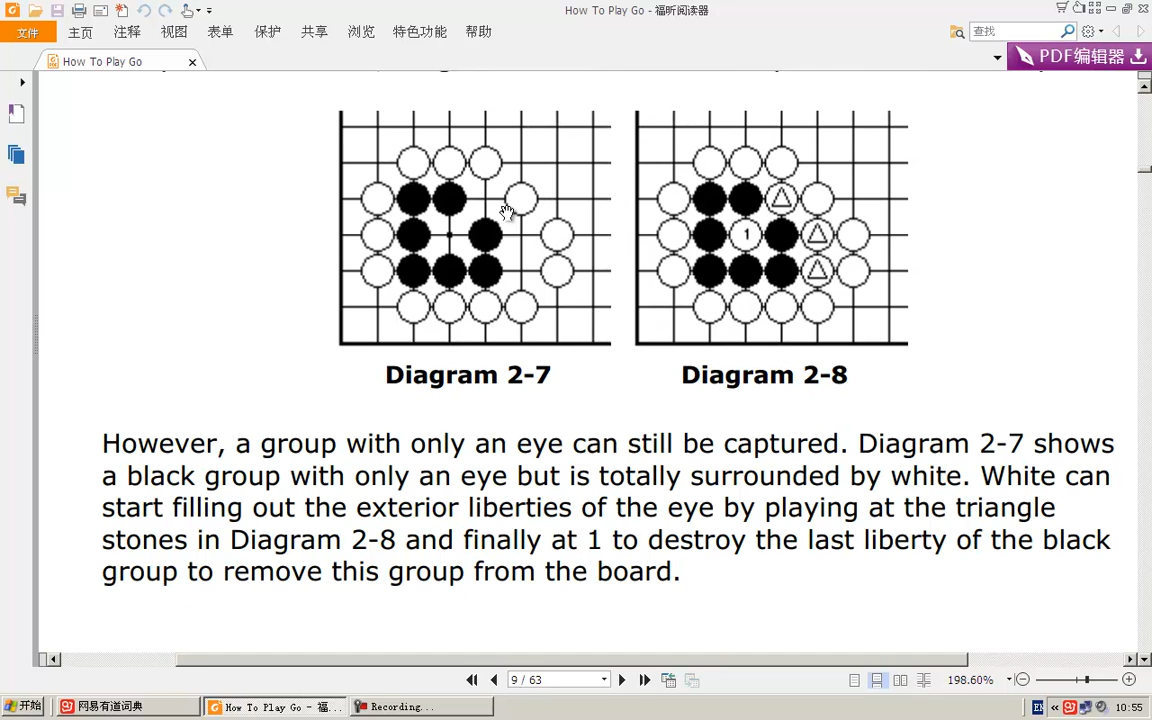 How To Play Go - 福昕阅读器
文件 主页 注释 视图 表单 保护 共享 浏览 特色功能 帮助
查找
How To Play Go
PDF编辑器
1
Diagram 2-7
Diagram 2-8
However, a group with only an eye can still be captured. Diagram 2-7 shows
a black group with only an eye but is totally surrounded by white. White can
start filling out the exterior liberties of the eye by playing at the triangle
stones in Diagram 2-8 and finally at 1 to destroy the last liberty of the black
group to remove this group from the board.
9 / 63
198.60%
开始
网易有道词典
How To Play Go - 福...
Recording...
EN
10:55